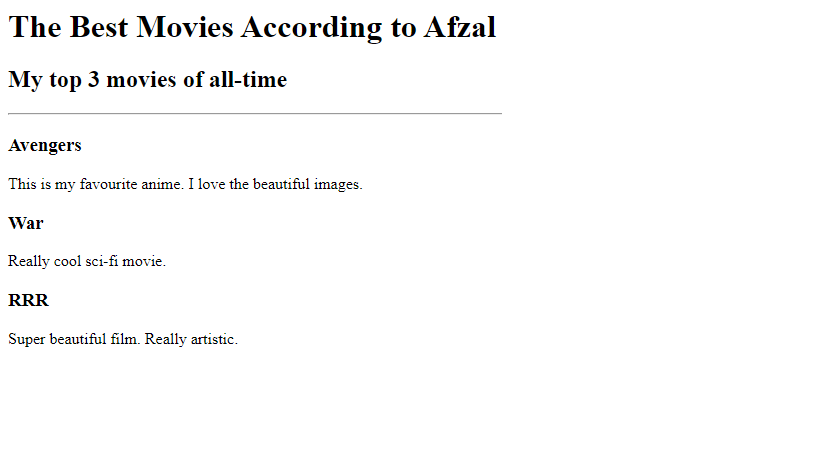 The Best Movies According to Afzal
My top 3 movies of all-time
Avengers
This is my favourite anime. I love the beautiful images.
War
Really cool sci-fi movie.
RRR
Super beautiful film. Really artistic.